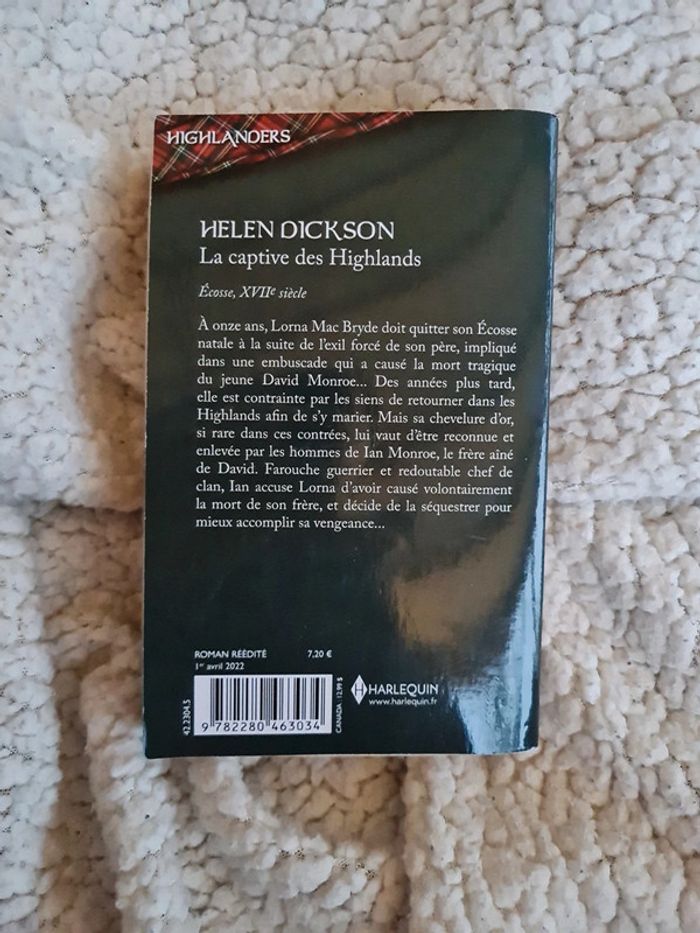 HIGHLANDERS
HELEN DICKSON
La captive des Highlands
Écosse, XVIIe siècle
À onze ans, Lorna Mac Bryde doit quitter son Écosse
natale à la suite de l'exil forcé de son père, impliqué
dans une embuscade qui a causé la mort tragique
du jeune David Monroe... Des années plus tard,
elle est contrainte par les siens de retourner dans les
Highlands afin de s'y marier. Mais sa chevelure d'or,
si rare dans ces contrées, lui vaut d'être reconnue et
enlevée par les hommes de Ian Monroe, le frère aîné
de David. Farouche guerrier et redoutable chef de
clan, Ian accuse Lorna d'avoir causé volontairement
la mort de son frère, et décide de la séquestrer pour
mieux accomplir sa vengeance...
ROMAN RÉÉDITÉ 7,20 €
1er avril 2022
42.2304.5
9 782280 463034
CANADA : 12,99 $
HARLEQUIN
www.harlequin.fr